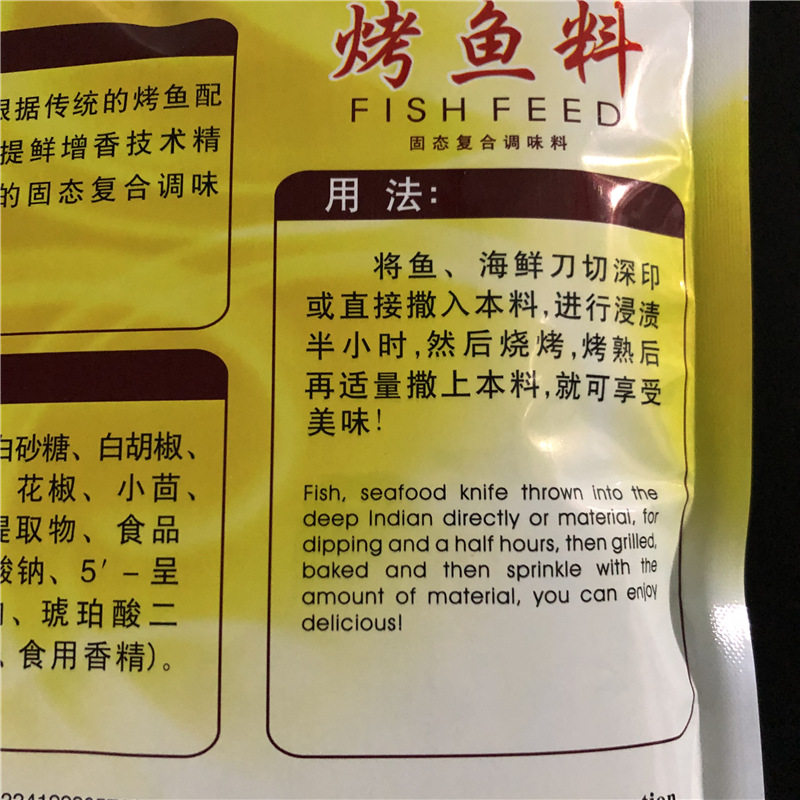 烤鱼料
FISH FEED
固态复合调味料
根据传统的烤鱼配
提鲜增香技术精
的固态复合调味
用法:
将鱼、海鲜刀切深印
或直接撒入本料,进行浸渍
半小时,然后烧烤,烤熟后
再适量撒上本料,就可享受
美味!
Fish, seafood knife thrown into the
deep Indian directly or material, for
dipping and a half hours, then grilled,
baked and then sprinkle with the
amount of material, you can enjoy
delicious!
白砂糖、白胡椒、
花椒、小茴、
提取物、食品
酸钠、5′-呈
、琥珀酸二
、食用香精)。